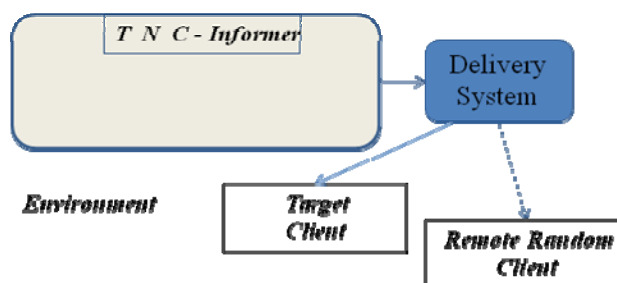 T N C - Informer
Delivery
System
Environment
Target
Client
Remote Random
Client